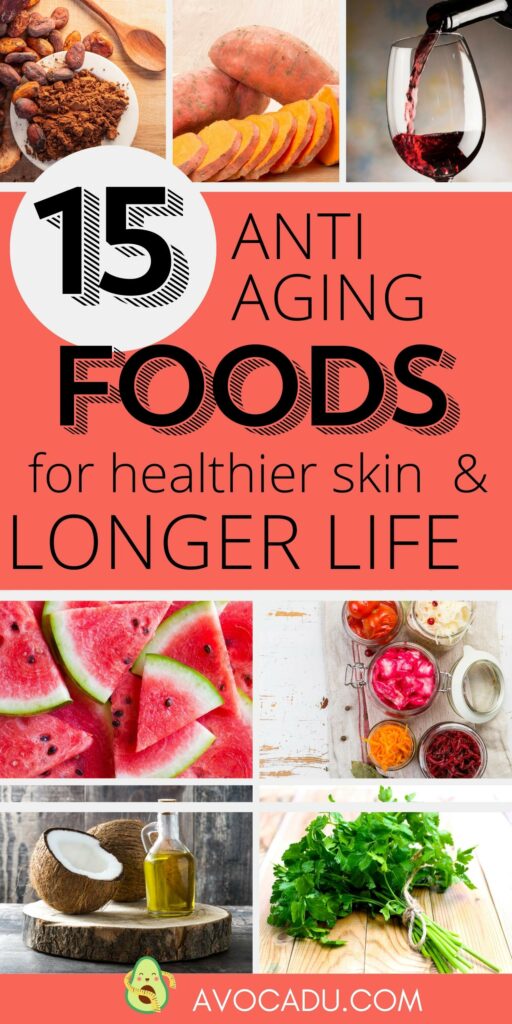 15
ANTI
AGING
FOODS
for healthier skin &
LONGER LIFE
AVOCADU.COM